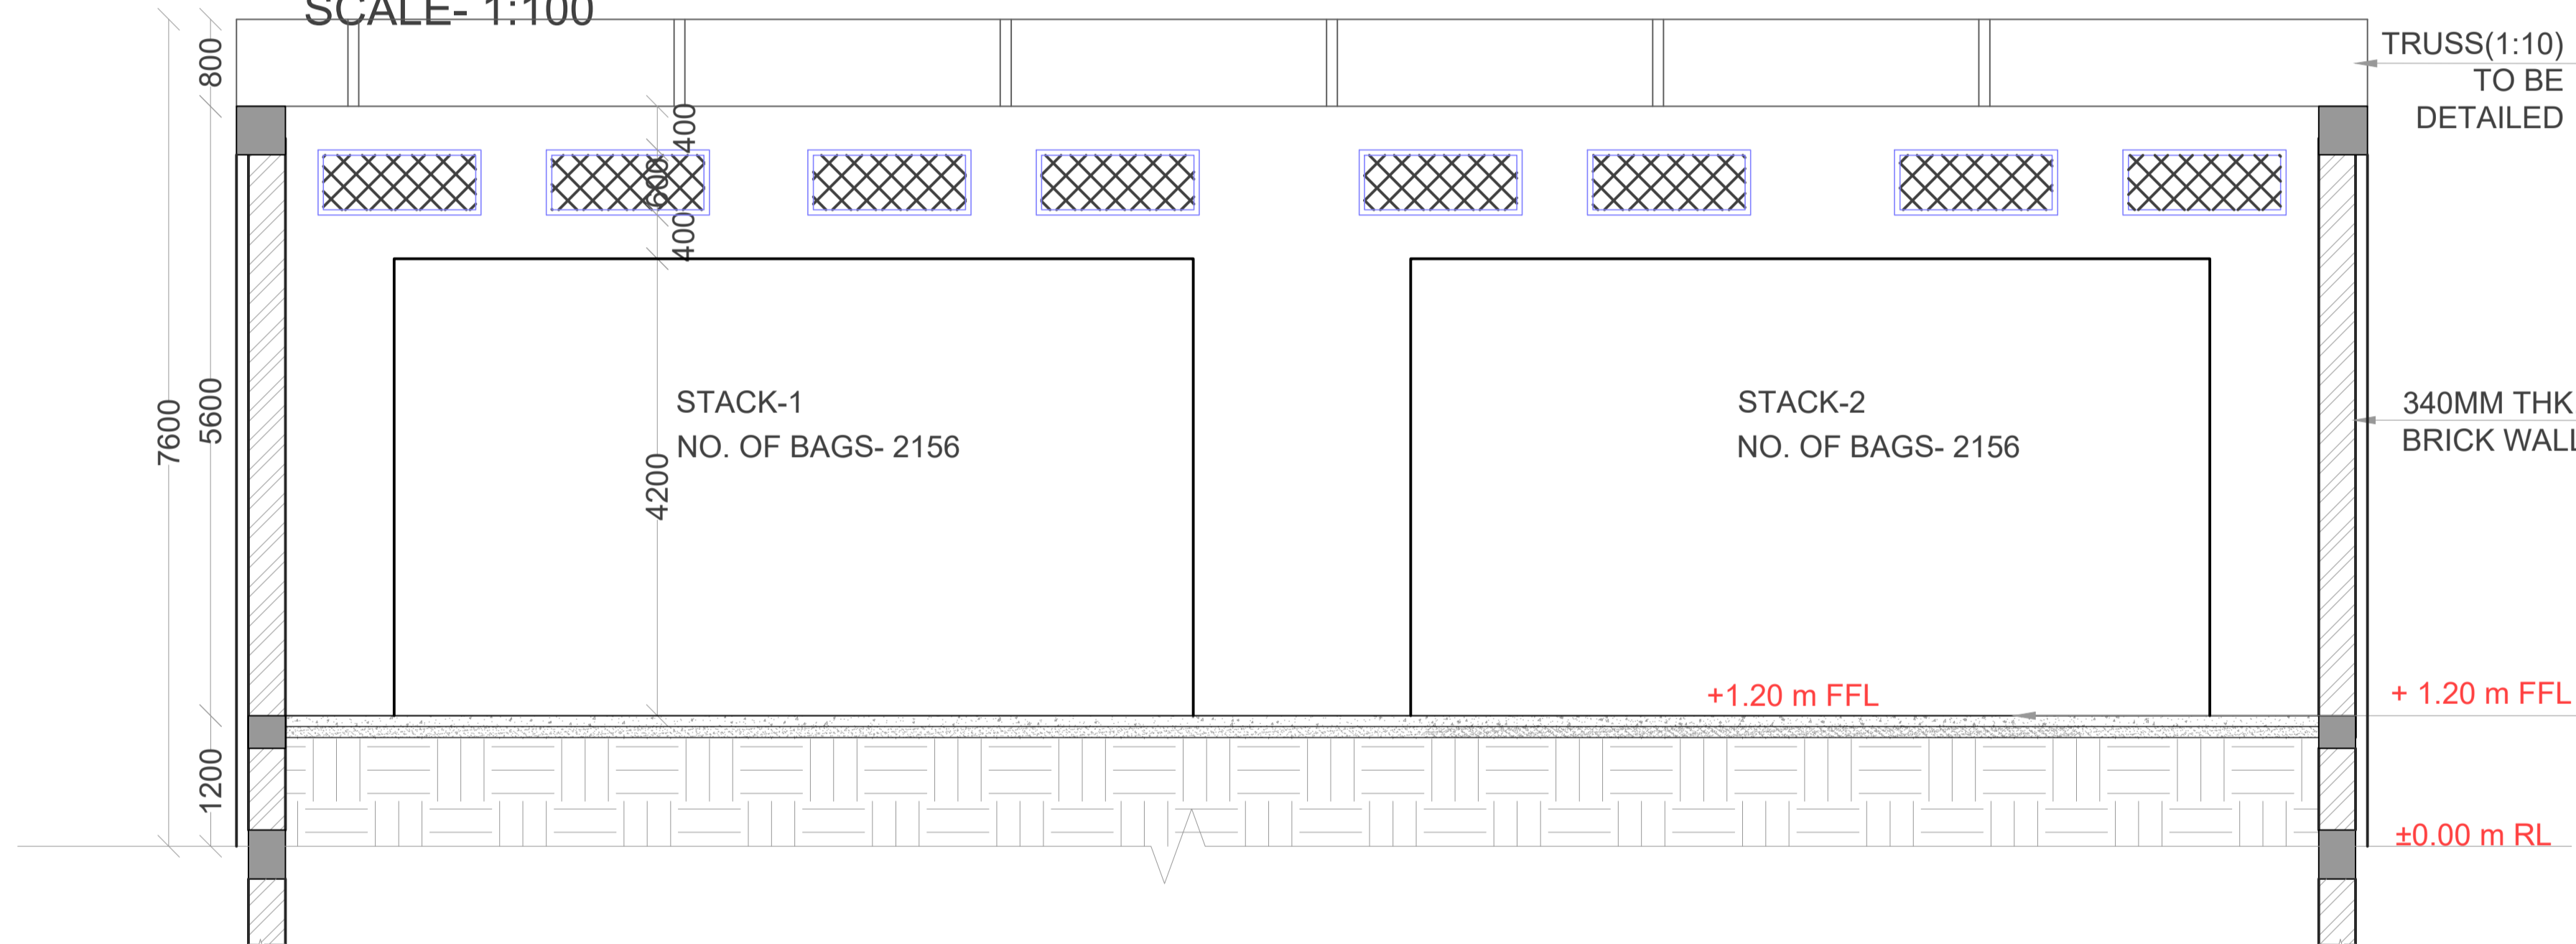 SCALE- 1:100
TRUSS(1:10)
TO BE
DETAILED
800
400
600
400
5600
7600
4200
1200
STACK-1
NO. OF BAGS- 2156
STACK-2
NO. OF BAGS- 2156
340MM THK
BRICK WALL
+1.20 m FFL
+ 1.20 m FFL
±0.00 m RL